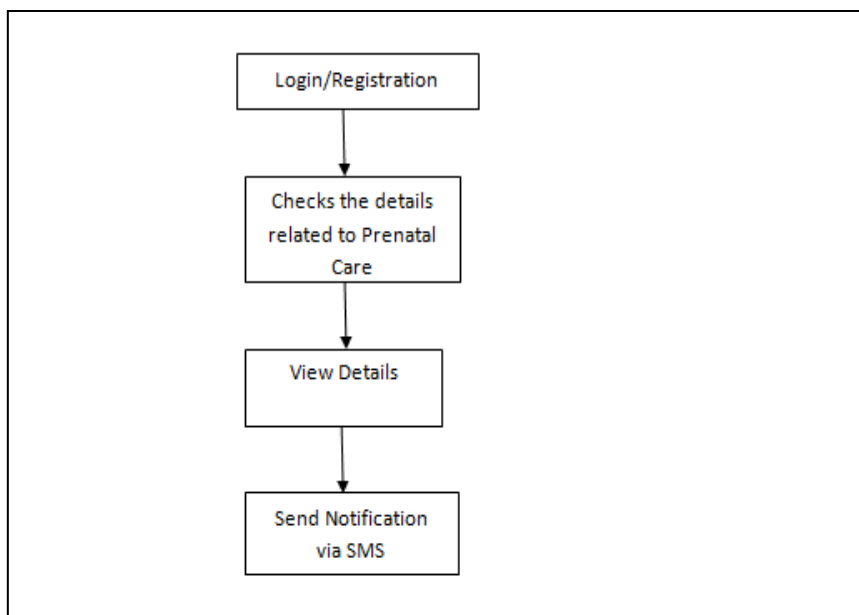 Login/Registration
Checks the details
related to Prenatal
Care
View Details
Send Notification
via SMS